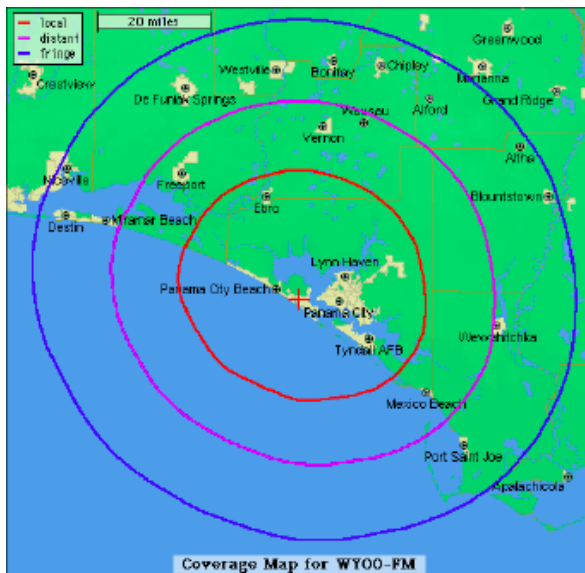 local
distant
fringe
20 miles
Greenwood
Bonifay
Chipley
Westville
Marianna
Crestview
De Funiak Springs
Grand Ridge
Wausau
Alford
Vernon
Altha
Niceville
Freeport
Blountstown
Ebro
Destin
Miramar Beach
Lynn Haven
Panama City Beach
Panama City
Wewahitchka
Tyndall AFB
Mexico Beach
Port Saint Joe
Apalachicola
Coverage Map for WYOO-FM